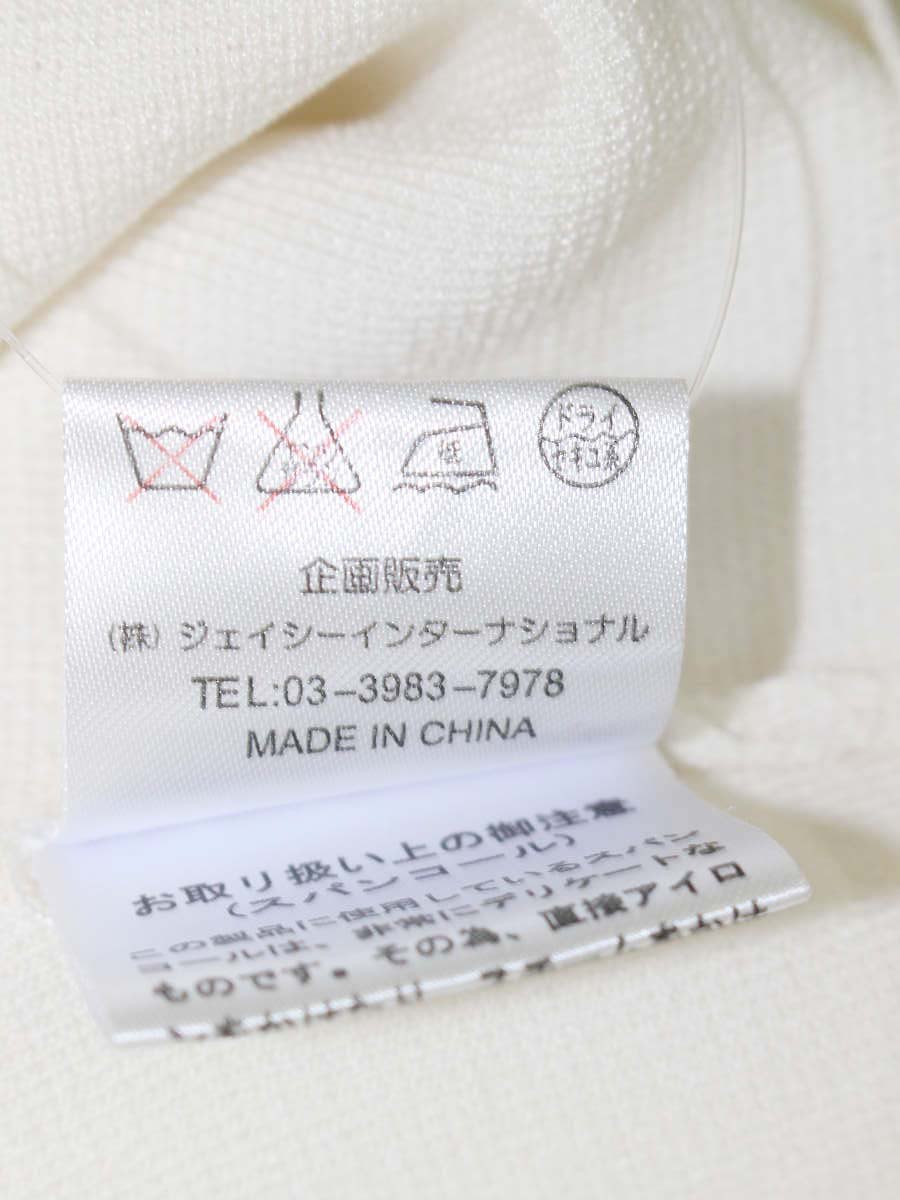 低
ドライ
セキユ系
企画販売
(株) ジェイシーインターナショナル
TEL:03-3983-7978
MADE IN CHINA
お取り扱い上の御注意
(スパンコール)
この製品に使用しているスパン
コールは、非常にデリケートな
ものです。その為、直接アイロ